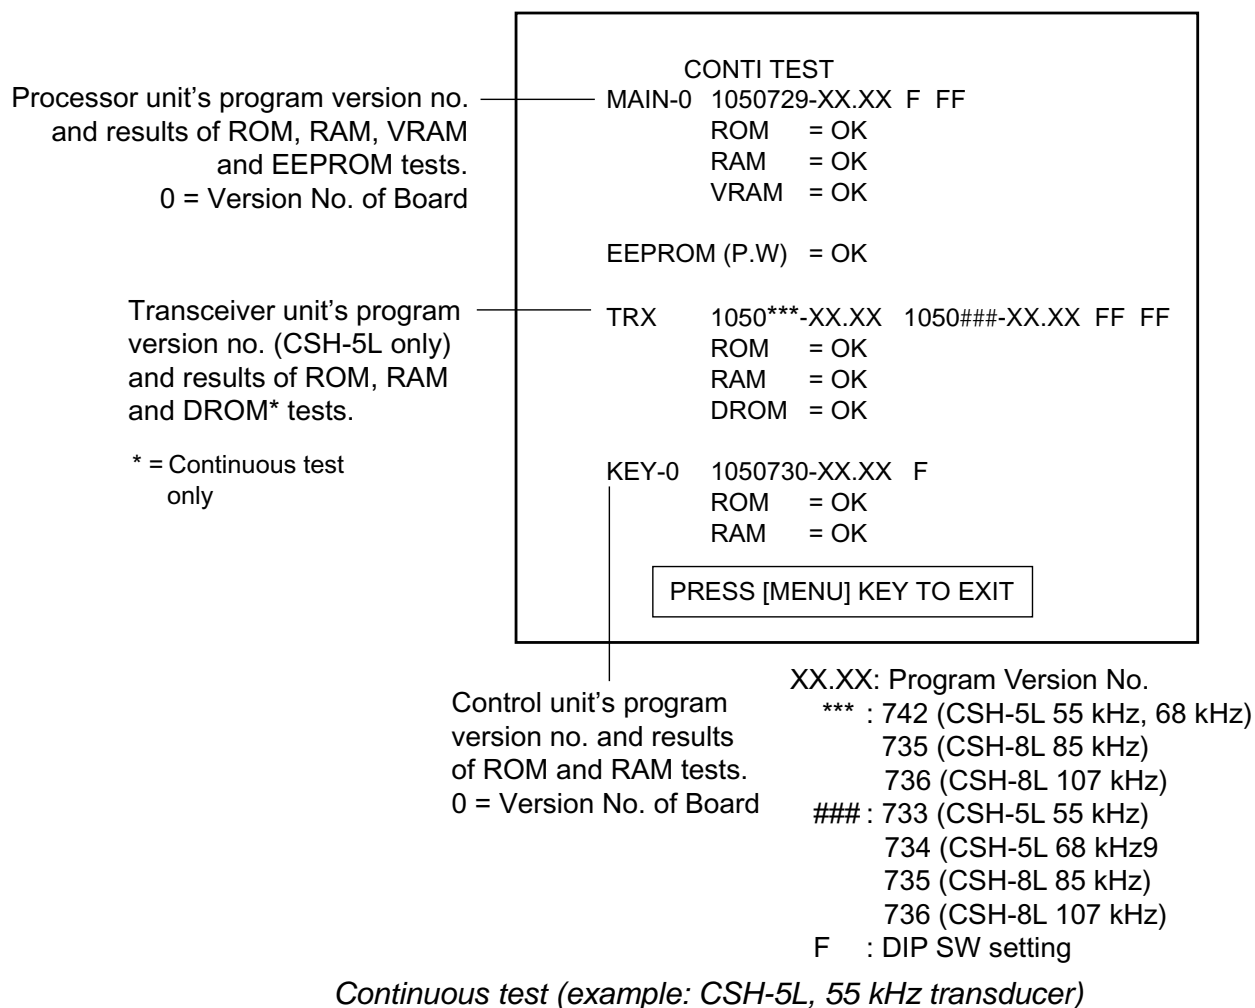 CONTI TEST
Processor unit's program version no.
and results of ROM, RAM, VRAM
and EEPROM tests.
0 = Version No. of Board
MAIN-0 1050729-XX.XX F FF
ROM = OK
RAM = OK
VRAM = OK
EEPROM (P.W) = OK
Transceiver unit's program
version no. (CSH-5L only)
and results of ROM, RAM
and DROM* tests.
* = Continuous test
only
TRX 1050***-XX.XX 1050###-XX.XX FF FF
ROM = OK
RAM = OK
DROM = OK
KEY-0 1050730-XX.XX F
ROM = OK
RAM = OK
PRESS [MENU] KEY TO EXIT
Control unit's program
version no. and results
of ROM and RAM tests.
0 = Version No. of Board
XX.XX: Program Version No.
*** : 742 (CSH-5L 55 kHz, 68 kHz)
735 (CSH-8L 85 kHz)
736 (CSH-8L 107 kHz)
### : 733 (CSH-5L 55 kHz)
734 (CSH-5L 68 kHz9
735 (CSH-8L 85 kHz)
736 (CSH-8L 107 kHz)
F : DIP SW setting
Continuous test (example: CSH-5L, 55 kHz transducer)